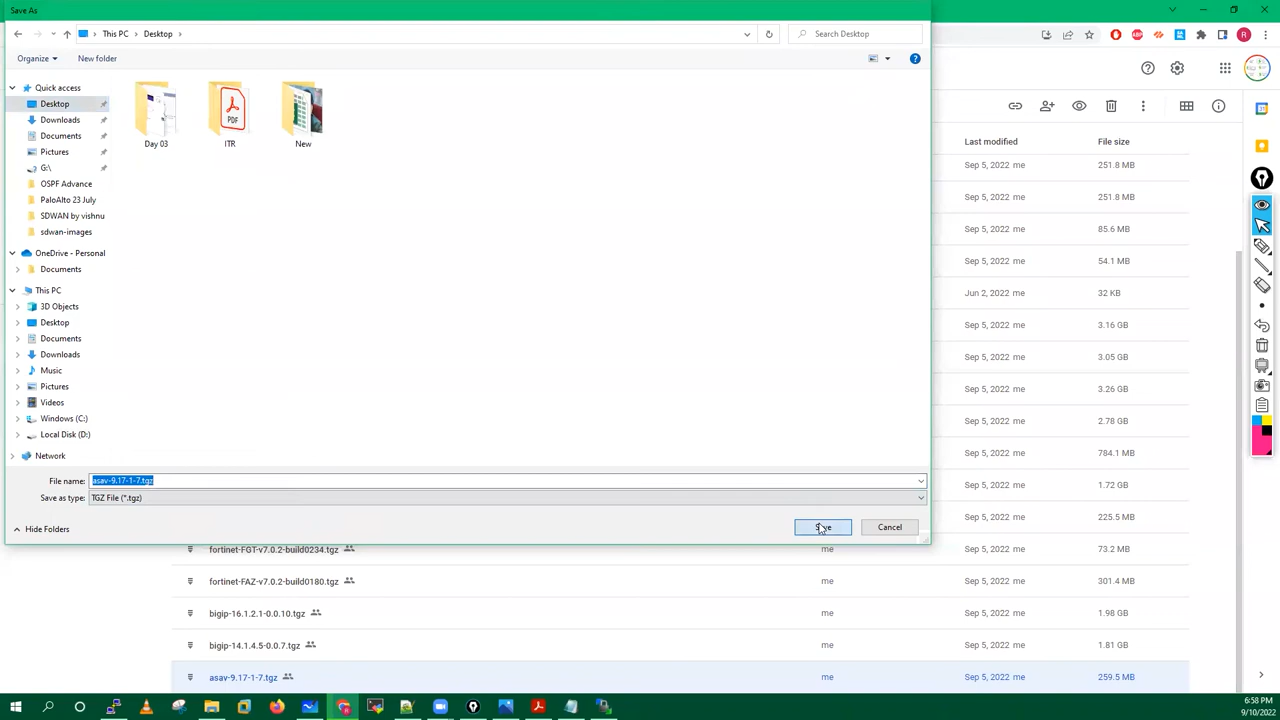 Save As
This PC
Desktop
Search Desktop
Organize
New folder
Quick access
Desktop
Downloads
Documents
Pictures
G:\
OSPF Advance
PaloAlto 23 July
SDWAN by vishnu
sdwan-images
OneDrive - Personal
Documents
This PC
3D Objects
Desktop
Documents
Downloads
Music
Pictures
Videos
Windows (C:)
Local Disk (D:)
Network
PDF
Day 03
ITR
New
File name:
asav-9.17-1-7.tgz
Save as type:
TGZ File (*.tgz)
Hide Folders
Save
Cancel
ABP
R
Last modified
File size
Sep 5, 2022 me
251.8 MB
Sep 5, 2022 me
251.8 MB
Sep 5, 2022 me
85.6 MB
Sep 5, 2022 me
54.1 MB
Jun 2, 2022 me
32 KB
Sep 5, 2022 me
3.16 GB
Sep 5, 2022 me
3.05 GB
Sep 5, 2022 me
3.26 GB
Sep 5, 2022 me
2.78 GB
Sep 5, 2022 me
784.1 MB
Sep 5, 2022 me
1.72 GB
Sep 5, 2022 me
225.5 MB
fortinet-FGT-v7.0.2-build0234.tgz
me
Sep 5, 2022 me
73.2 MB
fortinet-FAZ-v7.0.2-build0180.tgz
me
Sep 5, 2022 me
301.4 MB
bigip-16.1.2.1-0.0.10.tgz
me
Sep 5, 2022 me
1.98 GB
bigip-14.1.4.5-0.0.7.tgz
me
Sep 5, 2022 me
1.81 GB
asav-9.17-1-7.tgz
me
Sep 5, 2022 me
259.5 MB
6:58 PM
9/10/2022